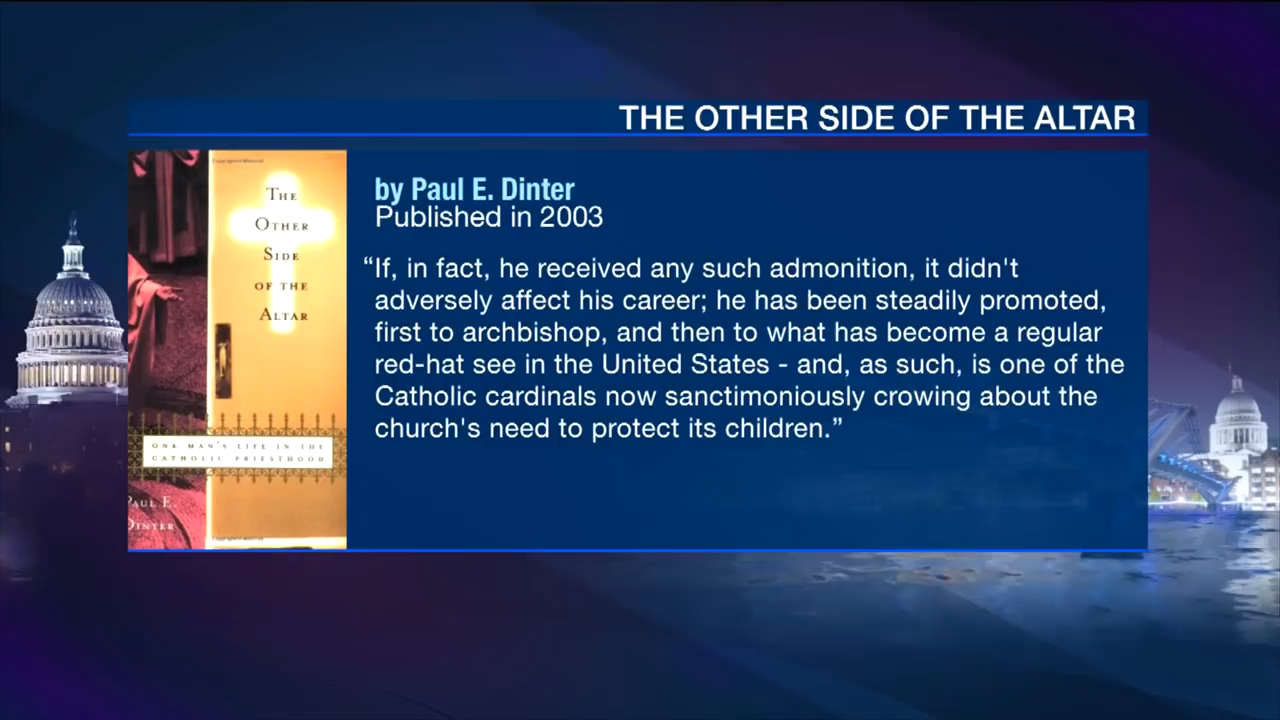 THE OTHER SIDE OF THE ALTAR
THE
OTHER
SIDE
OF THE
ALTAR
ONE MAN'S LIFE IN THE
CATHOLIC PRIESTHOOD
PAUL E.
DINTER
by Paul E. Dinter
Published in 2003
“If, in fact, he received any such admonition, it didn't
adversely affect his career; he has been steadily promoted,
first to archbishop, and then to what has become a regular
red-hat see in the United States - and, as such, is one of the
Catholic cardinals now sanctimoniously crowing about the
church's need to protect its children.”